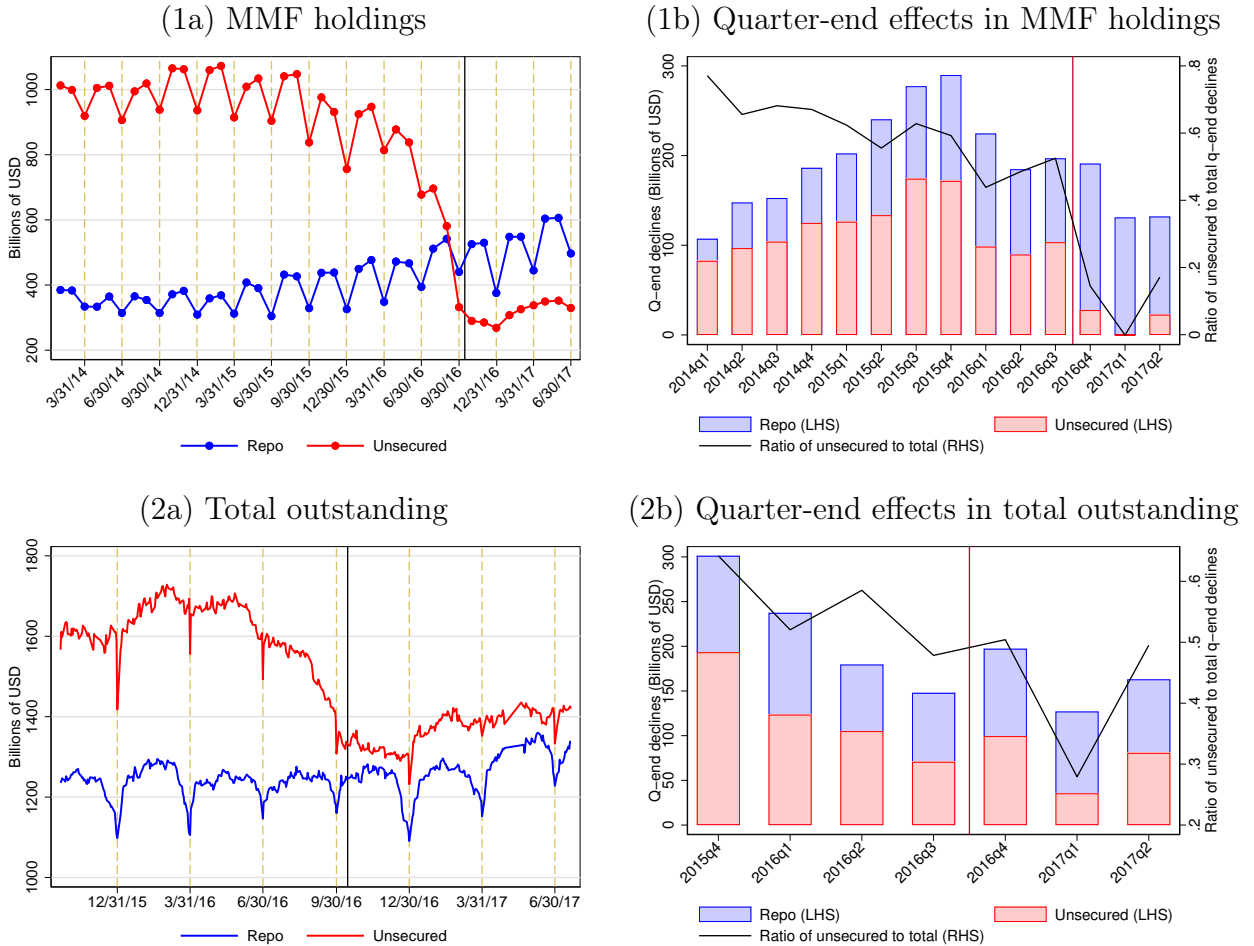 (1a) MMF holdings
Billions of USD
1000
800
600
400
200
3/31/14
6/30/14
9/30/14
12/31/14
3/31/15
6/30/15
9/30/15
12/30/15
3/31/16
6/30/16
9/30/16
12/31/16
3/31/17
6/30/17
Repo
Unsecured
(1b) Quarter-end effects in MMF holdings
Q-end declines (Billions of USD)
300
200
100
0
Ratio of unsecured to total q-end declines
.8
.6
.4
.2
0
2014q1
2014q2
2014q3
2014q4
2015q1
2015q2
2015q3
2015q4
2016q1
2016q2
2016q3
2016q4
2017q1
2017q2
Repo (LHS)
Unsecured (LHS)
Ratio of unsecured to total (RHS)
(2a) Total outstanding
Billions of USD
1800
1600
1400
1200
1000
12/31/15
3/31/16
6/30/16
9/30/16
12/30/16
3/31/17
6/30/17
Repo
Unsecured
(2b) Quarter-end effects in total outstanding
Q-end declines (Billions of USD)
300
250
200
150
100
50
0
Ratio of unsecured to total q-end declines
.6
.5
.4
.3
.2
2015q4
2016q1
2016q2
2016q3
2016q4
2017q1
2017q2
Repo (LHS)
Unsecured (LHS)
Ratio of unsecured to total (RHS)